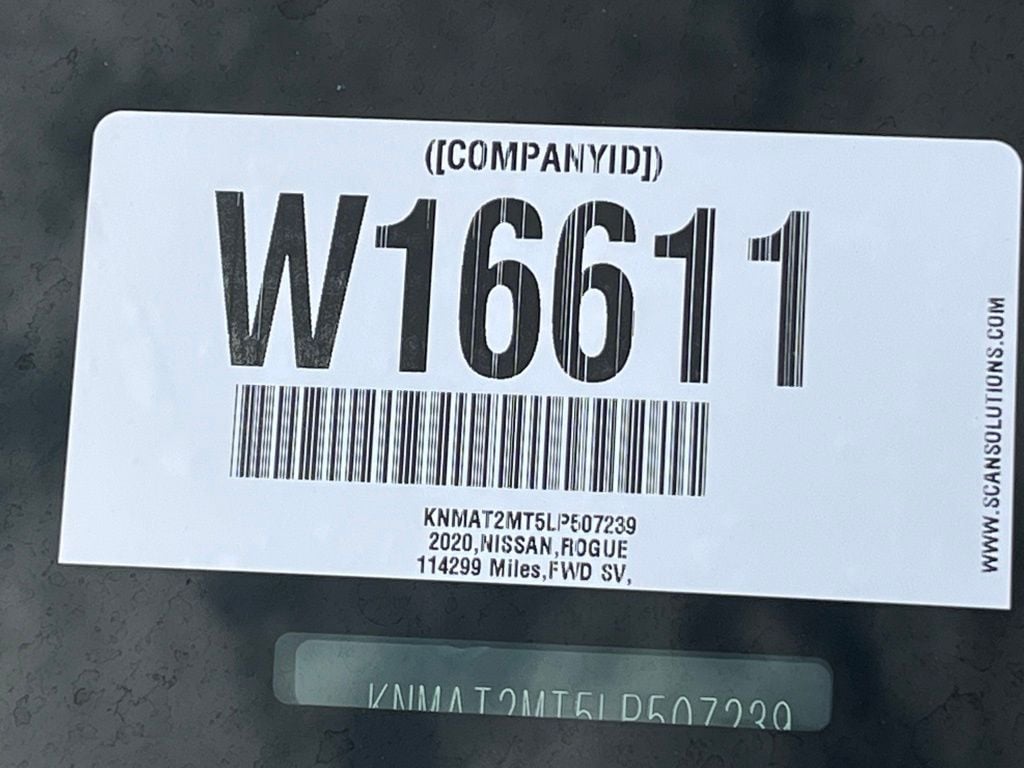 ([COMPANYID])
W16611
KNMAT2MT5LP507239
2020,NISSAN,ROGUE
114299 Miles,FWD SV,
WWW.SCANSOLUTIONS.COM
KNMAT2MT5LP507239